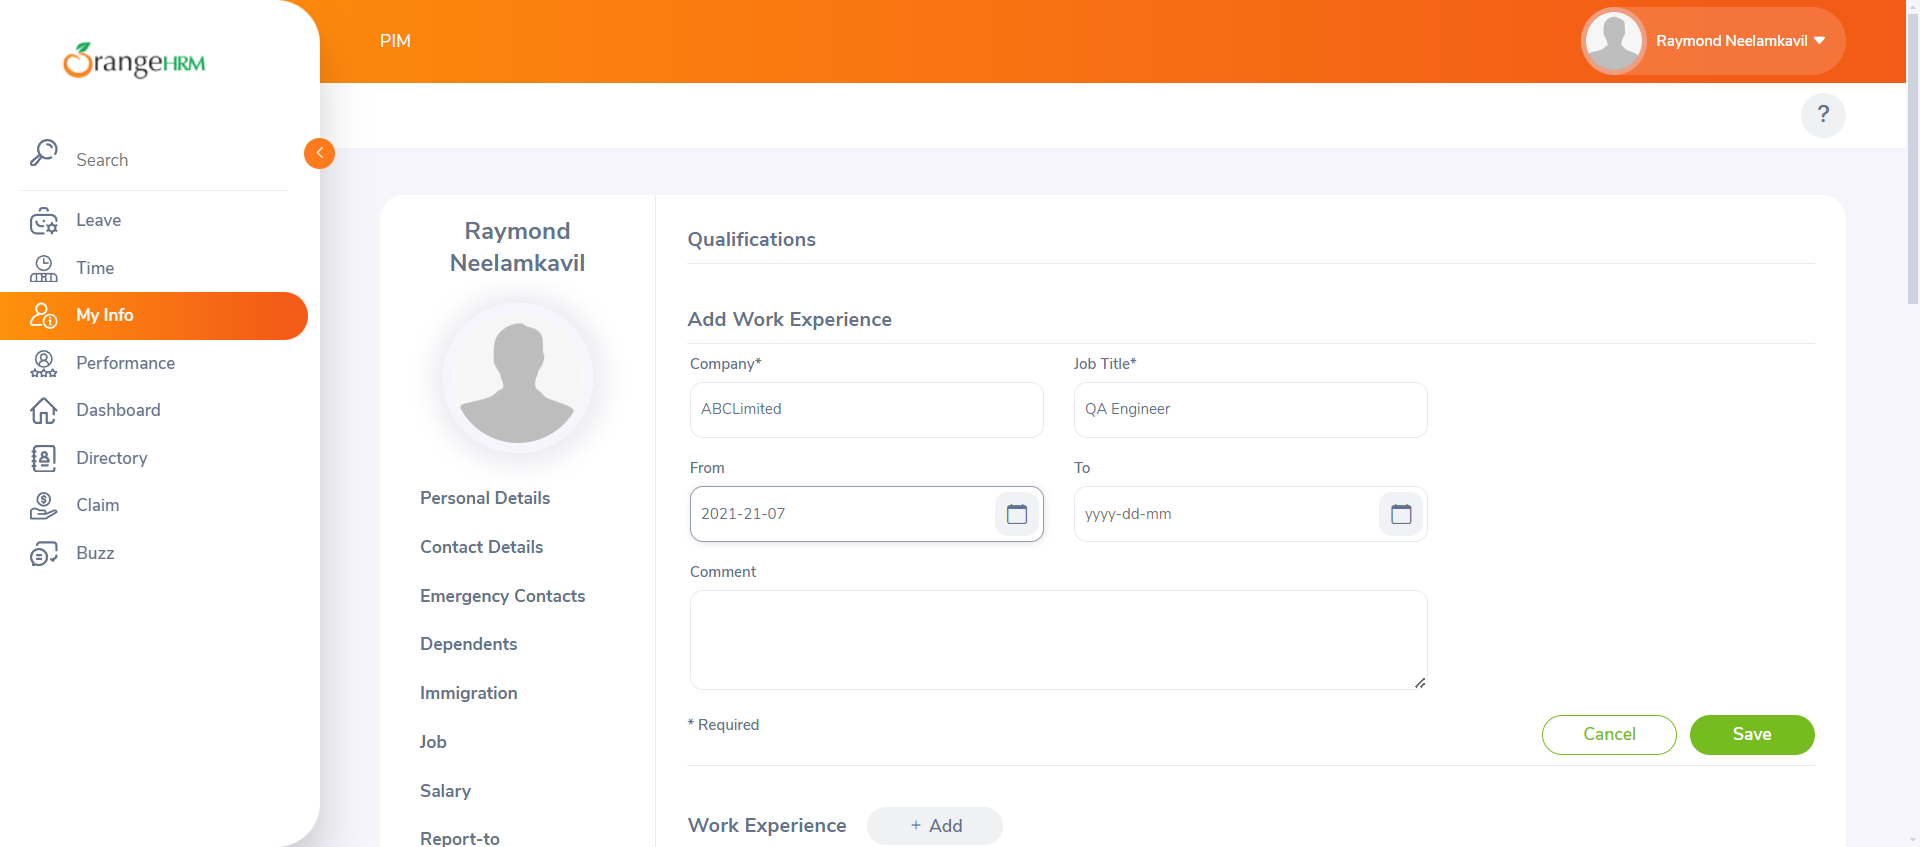 OrangeHRM
PIM
Raymond Neelamkavil
?
Search
Leave
Time
My Info
Performance
Dashboard
Directory
Claim
Buzz
Raymond
Neelamkavil
Personal Details
Contact Details
Emergency Contacts
Dependents
Immigration
Job
Salary
Report-to
Qualifications
Add Work Experience
Company*
Job Title*
ABCLimited
QA Engineer
From
To
2021-21-07
yyyy-dd-mm
Comment
* Required
Cancel
Save
Work Experience
+ Add